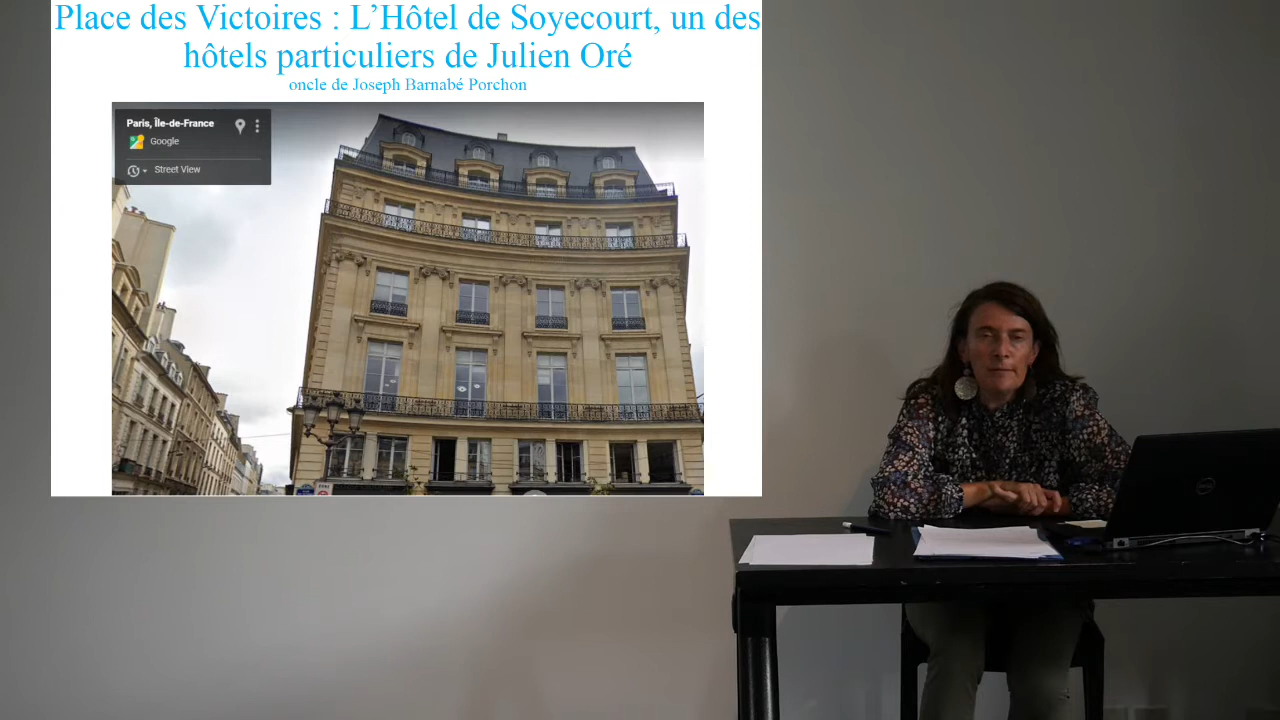 Place des Victoires : L’Hôtel de Soyecourt, un des
hôtels particuliers de Julien Oré
oncle de Joseph Barnabé Porchon
Paris, Île-de-France
Google
Street View